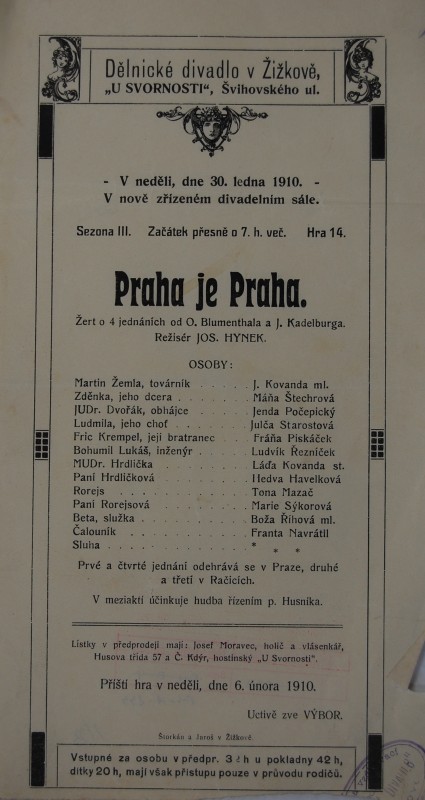 Dělnické divadlo v Žižkově,
„U SVORNOSTI“, Švihovského ul.
- V neděli, dne 30. ledna 1910. -
V nově zřízeném divadelním sále.
Sezona III. Začátek přesně o 7. h. več. Hra 14.
Praha je Praha.
Žert o 4 jednáních od O. Blumenthala a J. Kadelburga.
Režisér JOS. HYNEK.
OSOBY:
Martin Žemla, továrník . . . . . J. Kovanda ml.
Zděnka, jeho dcera . . . . . . Máňa Štechrová
JUDr. Dvořák, obhájce . . . . . Jenda Počepický
Ludmila, jeho choť . . . . . . Julča Starostová
Fric Krempel, její bratranec . . . Fráňa Piskáček
Bohumil Lukáš, inženýr . . . . . Ludvík Řezníček
MUDr. Hrdlička . . . . . . . Láďa Kovanda st.
Paní Hrdličková . . . . . . . Hedva Havelková
Rorejs . . . . . . . . . . Tona Mazač
Paní Rorejsová . . . . . . . Marie Sýkorová
Beta, služka . . . . . . . . Boža Říhová ml.
Čalouník . . . . . . . . . Franta Navrátil
Sluha . . . . . . . . . . * * *
Prvé a čtvrté jednání odehrává se v Praze, druhé
a třetí v Račicích.
V meziaktí účinkuje hudba řízením p. Husníka.
Lístky v předprodeji mají: Josef Moravec, holič a vlásenkář,
Husova třída 57 a Č. Kdýr, hostinský „U Svornosti“.
Příští hra v neděli, dne 6. února 1910.
Uctivě zve VÝBOR.
v Žižkově.
Vstupné za osobu v předpr. 32 h u pokladny 42 h,
dítky 20 h, mají však přístupu pouze v průvodu rodičů.